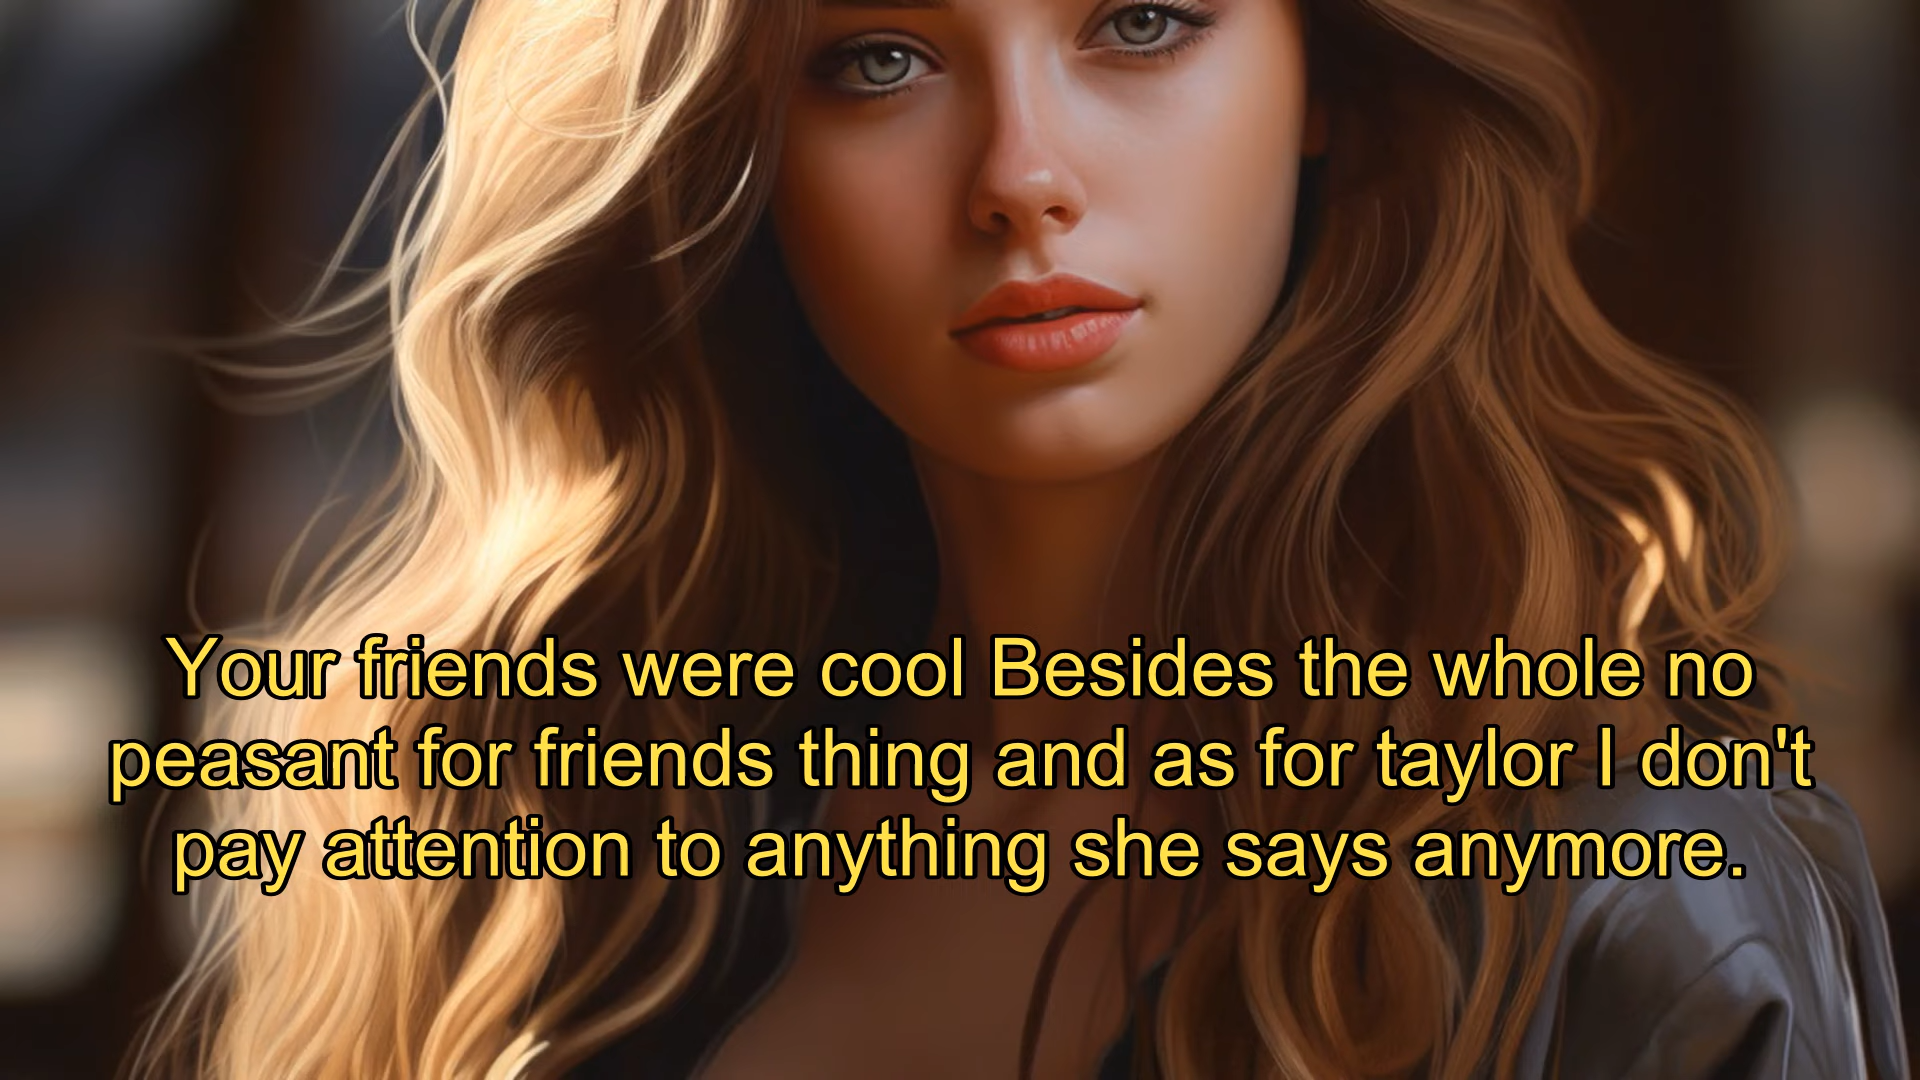 Your friends were cool Besides the whole no
peasant for friends thing and as for taylor I don't
pay attention to anything she says anymore.